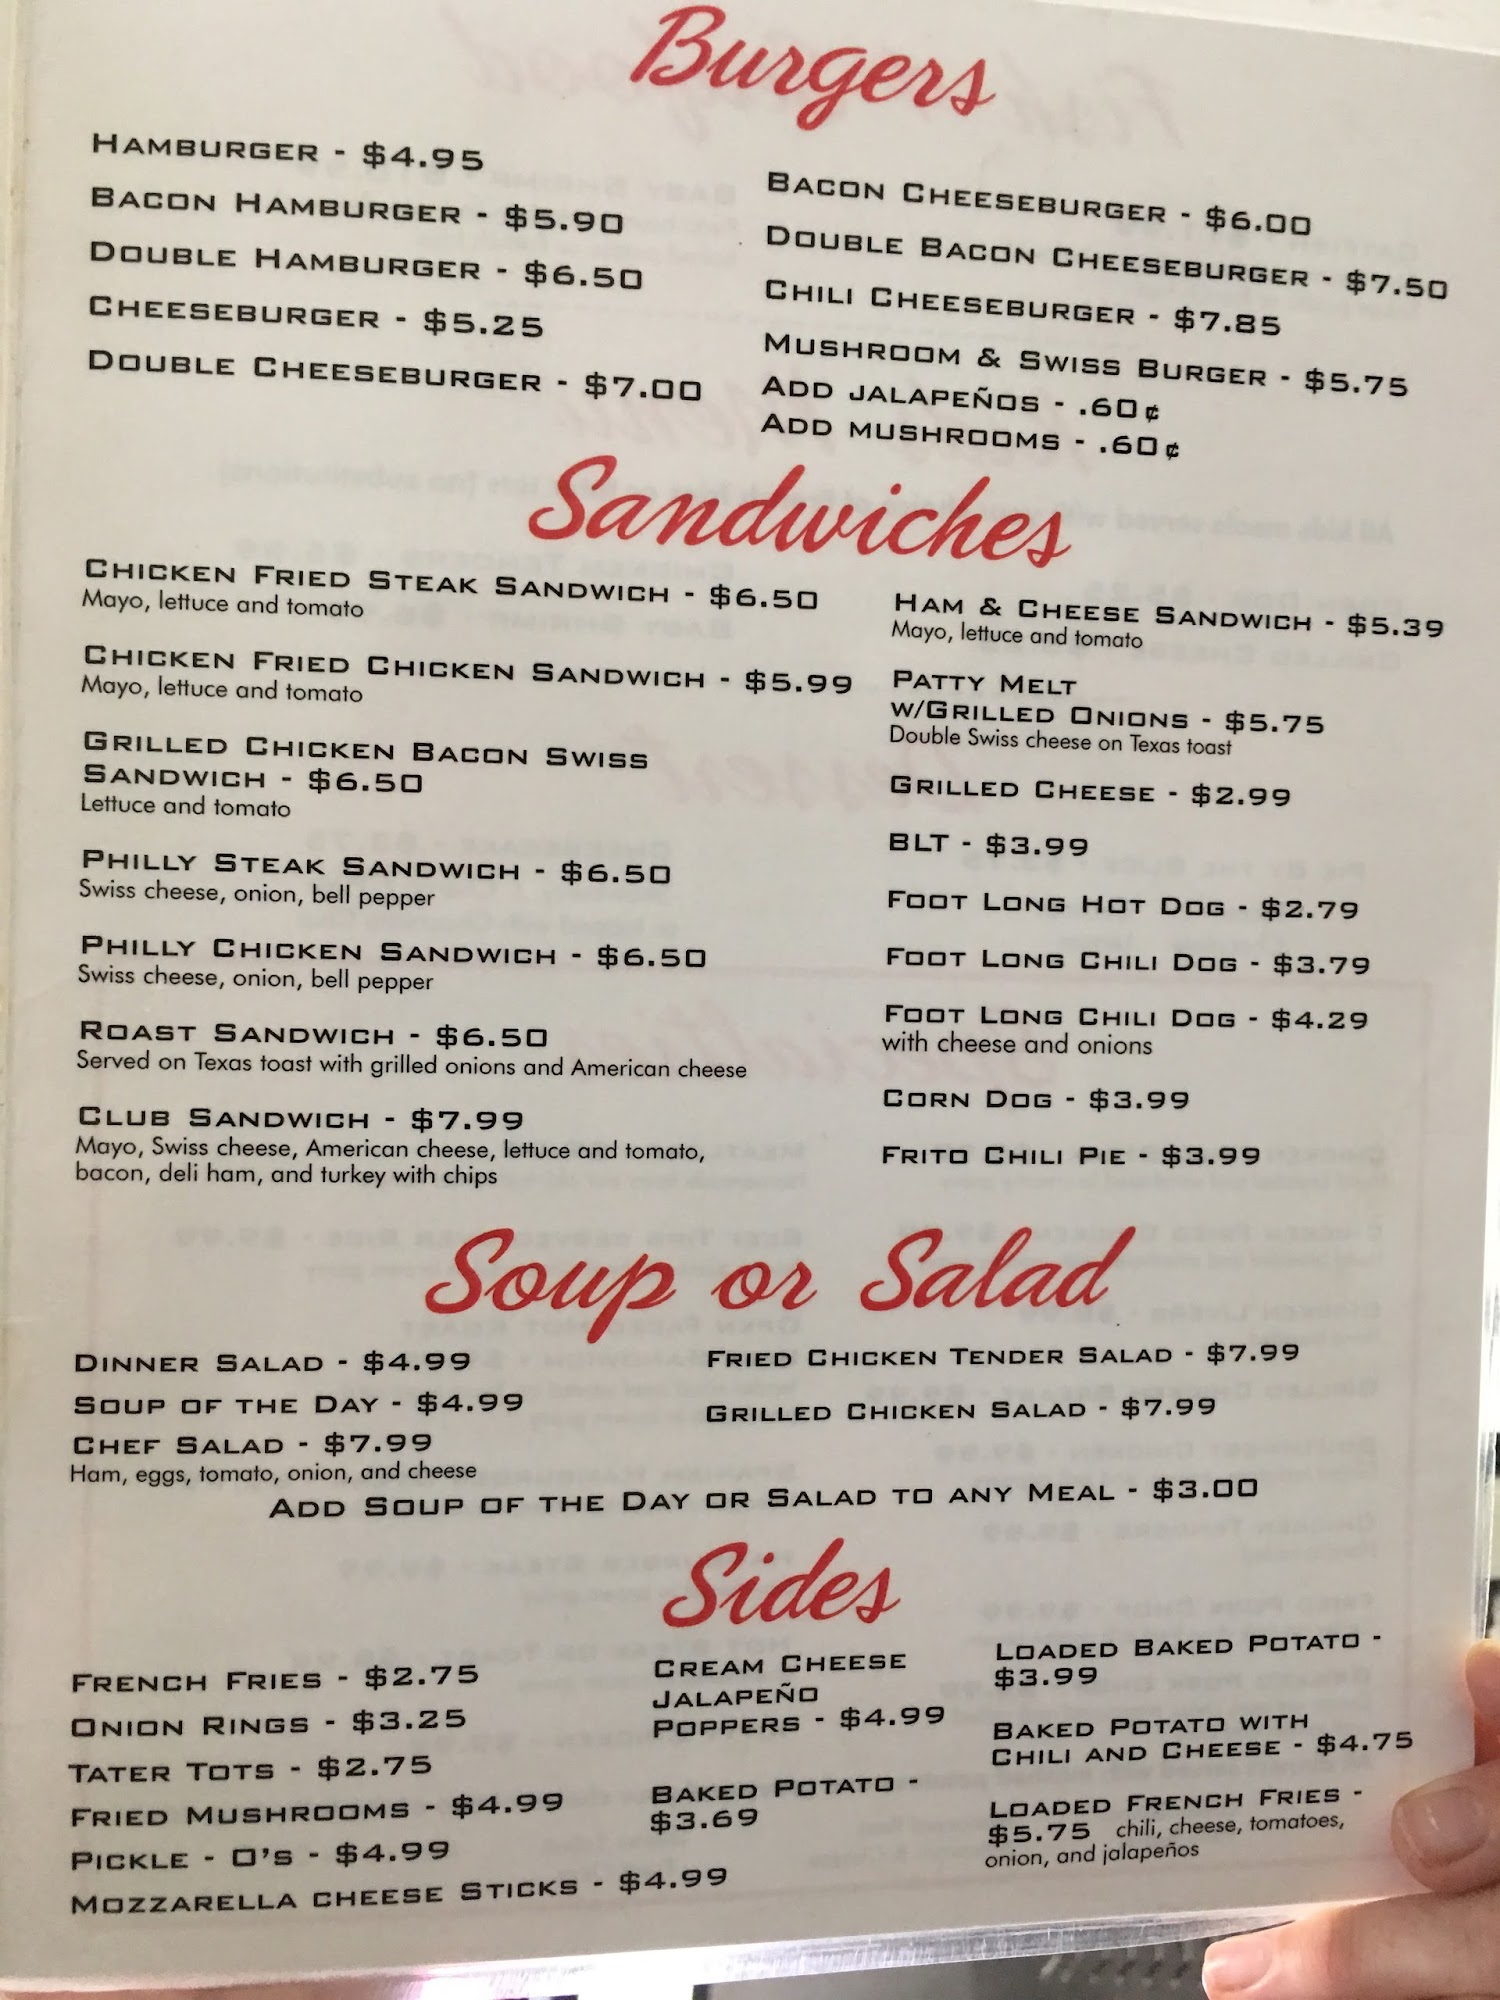 Burgers
Hamburger - $4.95
Bacon Hamburger - $5.90
Double Hamburger - $6.50
Cheeseburger - $5.25
Double Cheeseburger - $7.00
Bacon Cheeseburger - $6.00
Double Bacon Cheeseburger - $7.50
Chili Cheeseburger - $7.85
Mushroom & Swiss Burger - $5.75
Add jalapeños - .60¢
Add mushrooms - .60¢
Sandwiches
Chicken Fried Steak Sandwich - $6.50
Mayo, lettuce and tomato
Chicken Fried Chicken Sandwich - $5.99
Mayo, lettuce and tomato
Grilled Chicken Bacon Swiss
Sandwich - $6.50
Lettuce and tomato
Philly Steak Sandwich - $6.50
Swiss cheese, onion, bell pepper
Philly Chicken Sandwich - $6.50
Swiss cheese, onion, bell pepper
Roast Sandwich - $6.50
Served on Texas toast with grilled onions and American cheese
Club Sandwich - $7.99
Mayo, Swiss cheese, American cheese, lettuce and tomato,
bacon, deli ham, and turkey with chips
Ham & Cheese Sandwich - $5.39
Mayo, lettuce and tomato
Patty Melt
w/Grilled Onions - $5.75
Double Swiss cheese on Texas toast
Grilled Cheese - $2.99
BLT - $3.99
Foot Long Hot Dog - $2.79
Foot Long Chili Dog - $3.79
Foot Long Chili Dog - $4.29
with cheese and onions
Corn Dog - $3.99
Frito Chili Pie - $3.99
Soup or Salad
Dinner Salad - $4.99
Soup of the Day - $4.99
Chef Salad - $7.99
Ham, eggs, tomato, onion, and cheese
Fried Chicken Tender Salad - $7.99
Grilled Chicken Salad - $7.99
Add Soup of the Day or Salad to any Meal - $3.00
Sides
French Fries - $2.75
Onion Rings - $3.25
Tater Tots - $2.75
Fried Mushrooms - $4.99
Pickle - O's - $4.99
Mozzarella cheese Sticks - $4.99
Cream Cheese
Jalapeño
Poppers - $4.99
Baked Potato -
$3.69
Loaded Baked Potato -
$3.99
Baked Potato with
Chili and Cheese - $4.75
Loaded French Fries -
$5.75 chili, cheese, tomatoes,
onion, and jalapeños